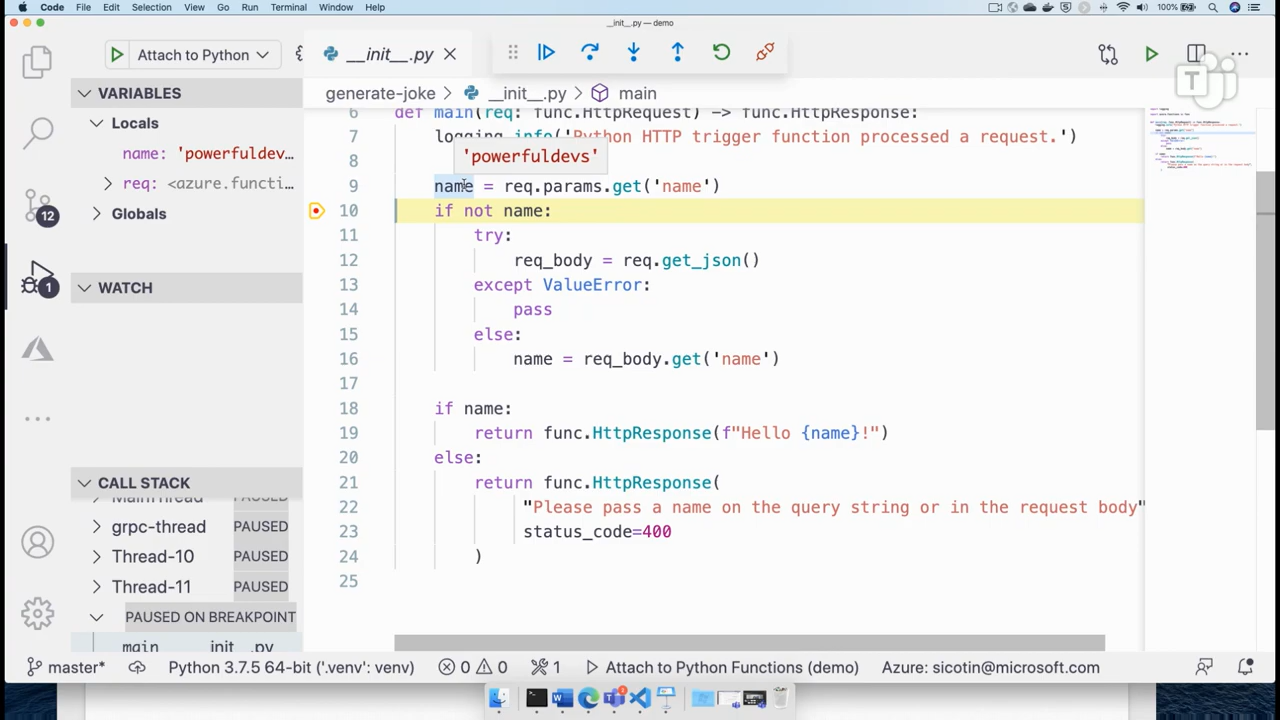 Code File Edit Selection View Go Run Terminal Window Help 100%
__init__.py — demo
Attach to Python
__init__.py
T
VARIABLES
Locals
name: 'powerfuldev...
req: <azure.functi...
Globals
WATCH
12
1
CALL STACK
MainThread PAUSED
grpc-thread PAUSED
Thread-10 PAUSED
Thread-11 PAUSED
PAUSED ON BREAKPOINT
main __init__.py
generate-joke __init__.py main
6 def main(req: func.HttpRequest) -> func.HttpResponse:
7 logging.info('Python HTTP trigger function processed a request.')
'powerfuldevs'
8
9 name = req.params.get('name')
10 if not name:
11 try:
12 req_body = req.get_json()
13 except ValueError:
14 pass
15 else:
16 name = req_body.get('name')
17
18 if name:
19 return func.HttpResponse(f"Hello {name}!")
20 else:
21 return func.HttpResponse(
22 "Please pass a name on the query string or in the request body"
23 status_code=400
24 )
25
master* Python 3.7.5 64-bit ('.venv': venv) 0 0 1 Attach to Python Functions (demo) Azure: sicotin@microsoft.com